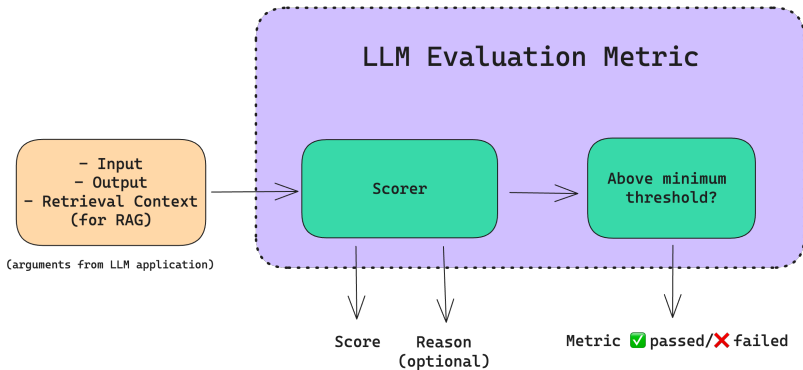 LLM Evaluation Metric
– Input
– Output
– Retrieval Context
(for RAG)
(arguments from LLM application)
Scorer
Above minimum
threshold?
Score
Reason
(optional)
Metric ✅ passed/❌ failed